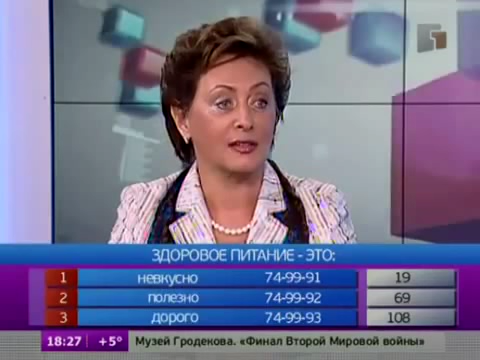 ЗДОРОВОЕ ПИТАНИЕ - ЭТО:
1 невкусно 74-99-91 19
2 полезно 74-99-92 69
3 дорого 74-99-93 108
18:27 +5° Музей Гродекова. «Финал Второй Мировой войны»